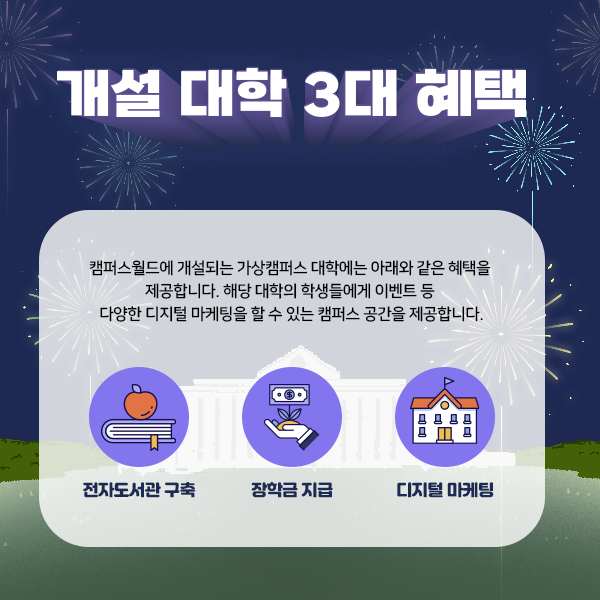 개설 대학 3대 혜택
캠퍼스월드에 개설되는 가상캠퍼스 대학에는 아래와 같은 혜택을
제공합니다. 해당 대학의 학생들에게 이벤트 등
다양한 디지털 마케팅을 할 수 있는 캠퍼스 공간을 제공합니다.
전자도서관 구축
장학금 지급
디지털 마케팅